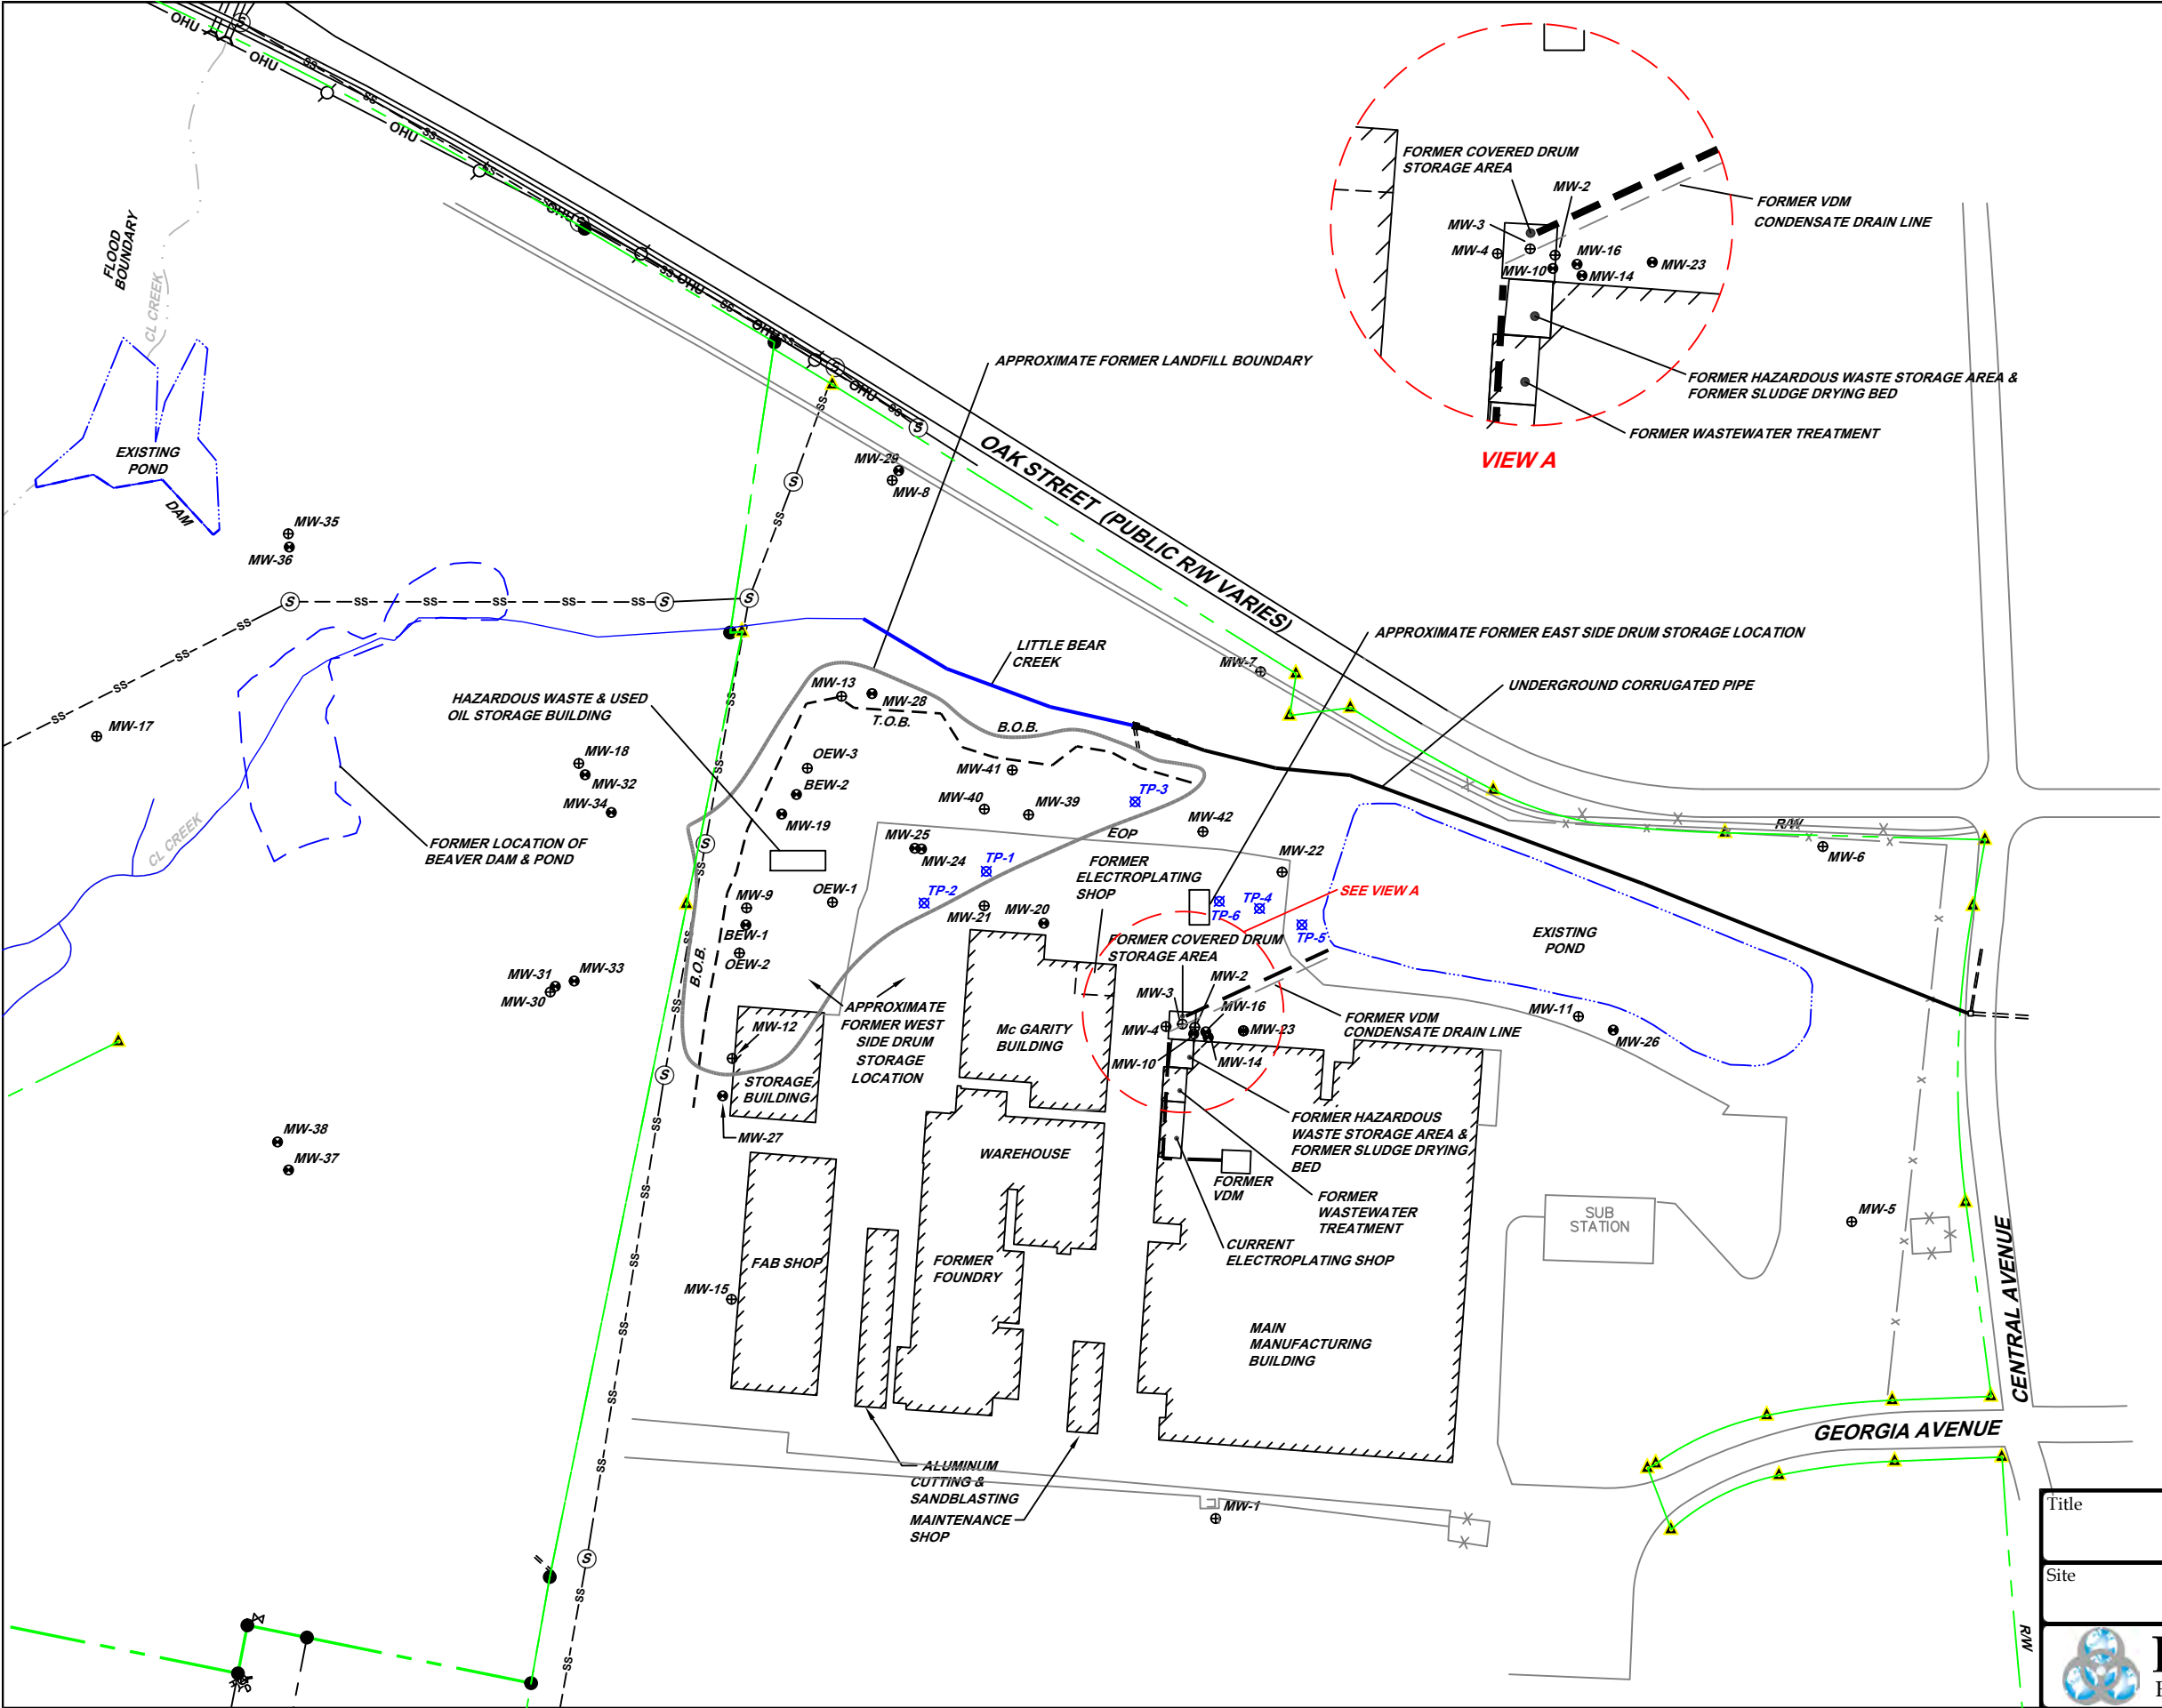 OHU
OHU
OHU
OHU
OHU
OHU
OHU
SS
SS
SS
SS
SS
SS
S
S
S
FLOOD
BOUNDARY
CL CREEK
EXISTING
POND
DAM
MW-35
MW-36
MW-29
MW-8
APPROXIMATE FORMER LANDFILL BOUNDARY
OAK STREET (PUBLIC R/W VARIES)
FORMER COVERED DRUM
STORAGE AREA
MW-2
MW-3
MW-4
MW-16
MW-10
MW-14
MW-23
FORMER VDM
CONDENSATE DRAIN LINE
FORMER HAZARDOUS WASTE STORAGE AREA &
FORMER SLUDGE DRYING BED
FORMER WASTEWATER TREATMENT
VIEW A
APPROXIMATE FORMER EAST SIDE DRUM STORAGE LOCATION
UNDERGROUND CORRUGATED PIPE
LITTLE BEAR
CREEK
MW-7
HAZARDOUS WASTE & USED
OIL STORAGE BUILDING
MW-13
MW-28
T.O.B.
B.O.B.
MW-17
MW-18
MW-32
MW-34
OEW-3
BEW-2
MW-19
MW-41
MW-40
MW-39
TP-3
MW-42
EOP
FORMER LOCATION OF
BEAVER DAM & POND
CL CREEK
MW-25
MW-24
TP-1
TP-2
FORMER
ELECTROPLATING
SHOP
MW-22
SEE VIEW A
R/W
MW-6
MW-9
OEW-1
BEW-1
OEW-2
B.O.B.
MW-21
MW-20
TP-6
TP-4
TP-5
EXISTING
POND
FORMER COVERED DRUM
STORAGE AREA
MW-2
MW-3
MW-16
MW-4
MW-23
MW-10
MW-14
FORMER VDM
CONDENSATE DRAIN LINE
MW-11
MW-26
MW-31
MW-33
MW-30
MW-12
APPROXIMATE
FORMER WEST
SIDE DRUM
STORAGE
LOCATION
Mc GARITY
BUILDING
STORAGE
BUILDING
MW-27
MW-38
MW-37
WAREHOUSE
FORMER HAZARDOUS
WASTE STORAGE AREA &
FORMER SLUDGE DRYING
BED
FORMER
VDM
FORMER
WASTEWATER
TREATMENT
CURRENT
ELECTROPLATING SHOP
SUB
STATION
MW-5
FAB SHOP
FORMER
FOUNDRY
MW-15
MAIN
MANUFACTURING
BUILDING
CENTRAL AVENUE
GEORGIA AVENUE
ALUMINUM
CUTTING &
SANDBLASTING
MAINTENANCE
SHOP
MW-1
R/W
Title
Site